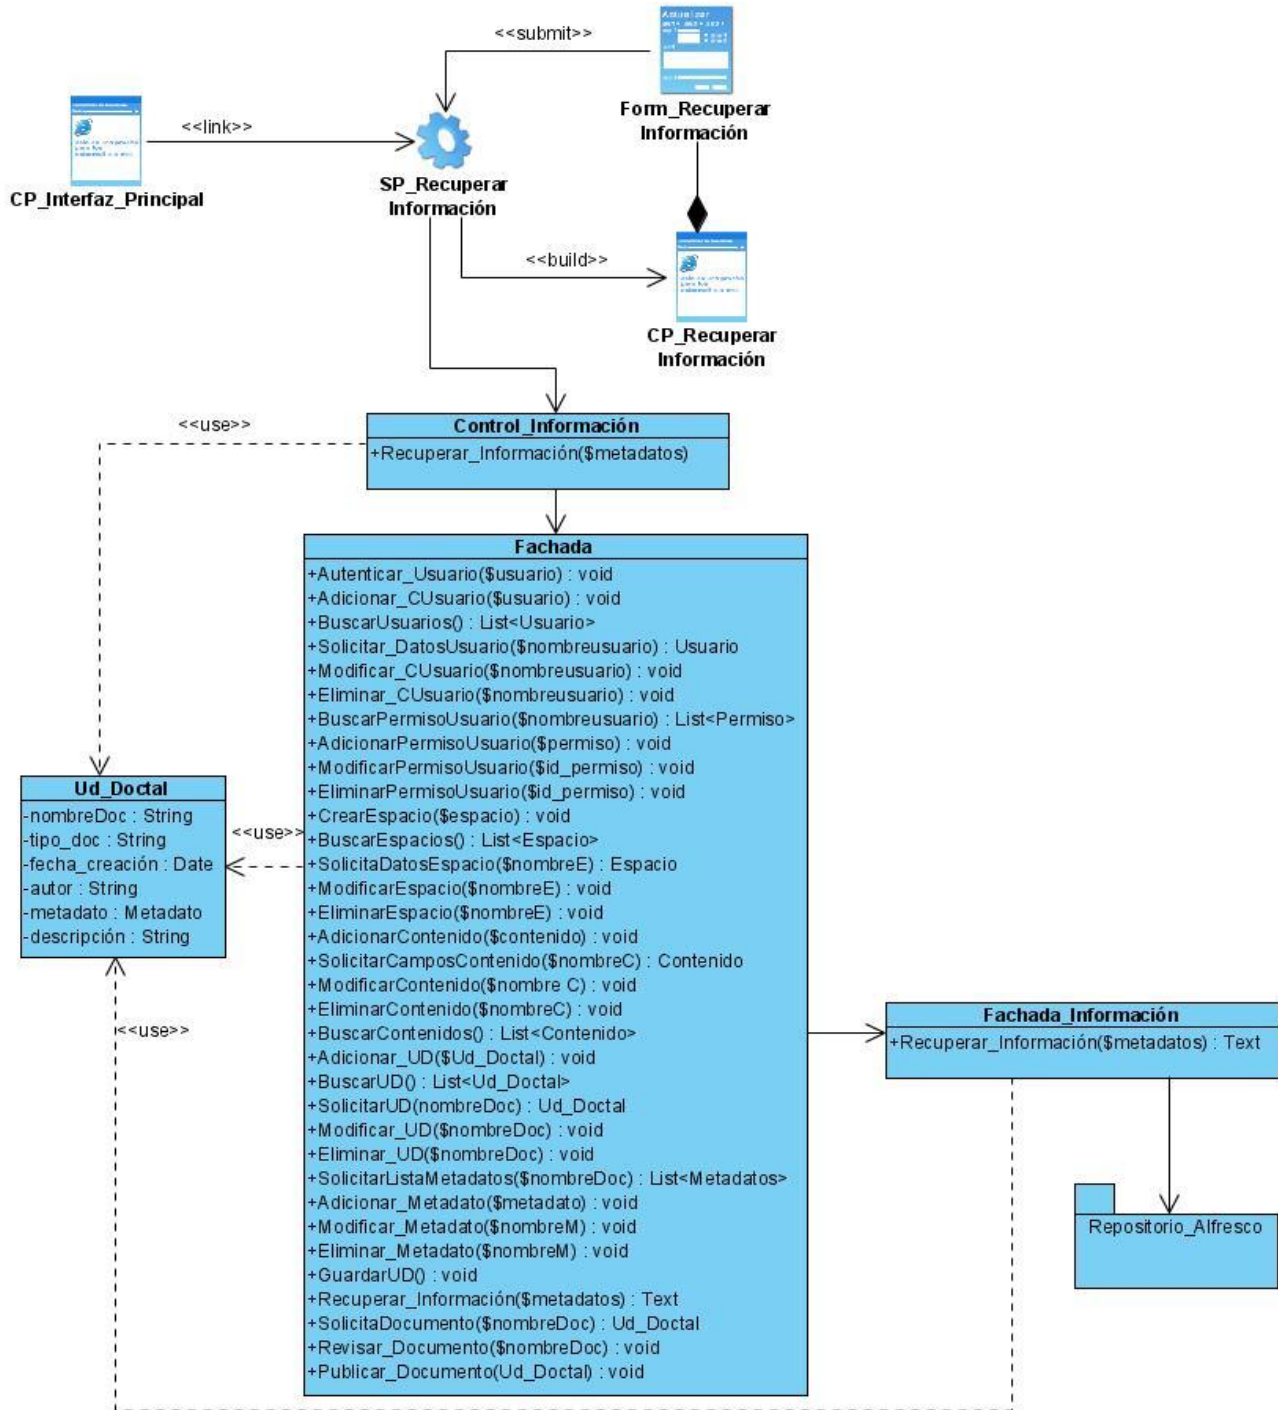 Actualizar
<<submit>>
Form_Recuperar
Información
<<link>>
CP_Interfaz_Principal
SP_Recuperar
Información
<<build>>
CP_Recuperar
Información
<<use>>
Control_Información
+Recuperar_Información($metadatos)
Fachada
+Autenticar_Usuario($usuario) : void
+Adicionar_CUsuario($usuario) : void
+BuscarUsuarios() : List<Usuario>
+Solicitar_DatosUsuario($nombreusuario) : Usuario
+Modificar_CUsuario($nombreusuario) : void
+Eliminar_CUsuario($nombreusuario) : void
+BuscarPermisoUsuario($nombreusuario) : List<Permiso>
+AdicionarPermisoUsuario($permiso) : void
+ModificarPermisoUsuario($id_permiso) : void
+EliminarPermisoUsuario($id_permiso) : void
+CrearEspacio($espacio) : void
+BuscarEspacios() : List<Espacio>
+SolicitaDatosEspacio($nombreE) : Espacio
+ModificarEspacio($nombreE) : void
+EliminarEspacio($nombreE) : void
+AdicionarContenido($contenido) : void
+SolicitarCamposContenido($nombreC) : Contenido
+ModificarContenido($nombre C) : void
+EliminarContenido($nombreC) : void
+BuscarContenidos() : List<Contenido>
+Adicionar_UD($Ud_Doctal) : void
+BuscarUD() : List<Ud_Doctal>
+SolicitarUD(nombreDoc) : Ud_Doctal
+Modificar_UD($nombreDoc) : void
+Eliminar_UD($nombreDoc) : void
+SolicitarListaMetadatos($nombreDoc) : List<Metadatos>
+Adicionar_Metadato($metadato) : void
+Modificar_Metadato($nombreM) : void
+Eliminar_Metadato($nombreM) : void
+GuardarUD() : void
+Recuperar_Información($metadatos) : Text
+SolicitaDocumento($nombreDoc) : Ud_Doctal
+Revisar_Documento($nombreDoc) : void
+Publicar_Documento(Ud_Doctal) : void
Ud_Doctal
-nombreDoc : String
-tipo_doc : String
-fecha_creación : Date
-autor : String
-metadato : Metadato
-descripción : String
<<use>>
<<use>>
Fachada_Información
+Recuperar_Información($metadatos) : Text
Repositorio_Alfresco